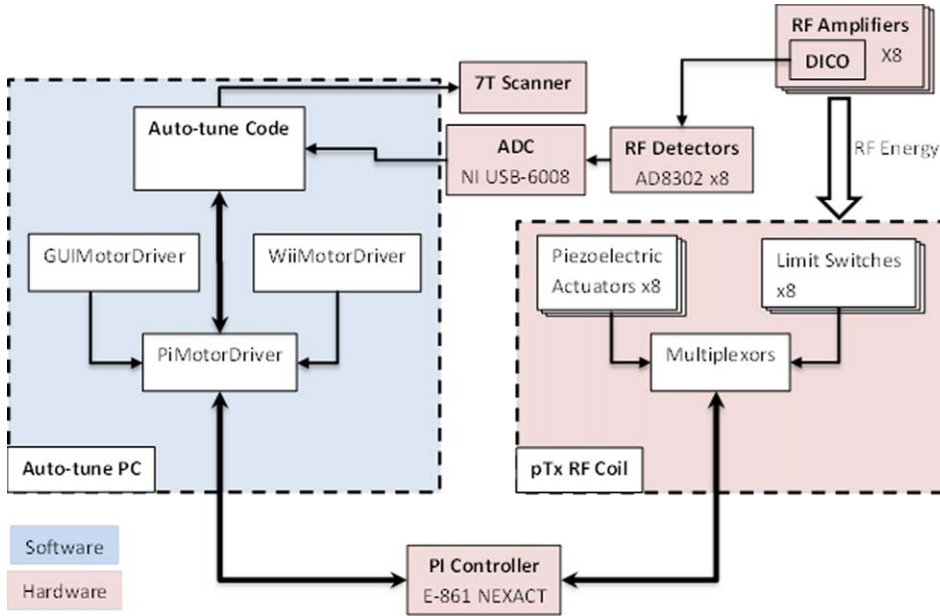 RF Amplifiers
X8
DICO
7T Scanner
Auto-tune Code
ADC
NI USB-6008
RF Detectors
AD8302 x8
RF Energy
GUIMotorDriver
WiiMotorDriver
Piezoelectric
Actuators x8
Limit Switches
x8
PiMotorDriver
Multiplexors
Auto-tune PC
pTx RF Coil
Software
Hardware
PI Controller
E-861 NEXACT